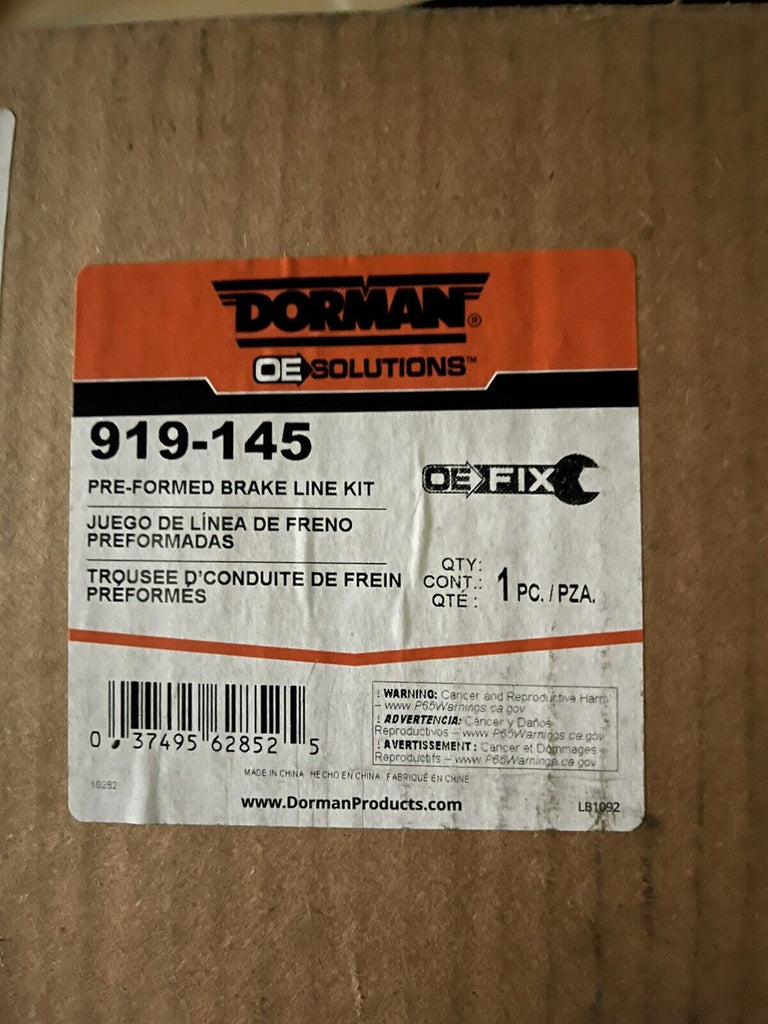 DORMAN®
OE SOLUTIONS™
919-145
PRE-FORMED BRAKE LINE KIT
OE FIX
JUEGO DE LÍNEA DE FRENO
PREFORMADAS
TROUSEE D'CONDUITE DE FREIN
PRÉFORMÉS
QTY:
CONT.:
QTÉ :
1 PC. / PZA.
0 37495 62852 5
! WARNING: Cancer and Reproductive Harm
– www.P65Warnings.ca.gov
! ADVERTENCIA: Cáncer y Daños
Reproductivos – www.P65Warnings.ca.gov
! AVERTISSEMENT : Cancer et Dommages
Reproductifs – www.P65Warnings.ca.gov
MADE IN CHINA HECHO EN CHINA FABRIQUÉ EN CHINE
www.DormanProducts.com
LB1092